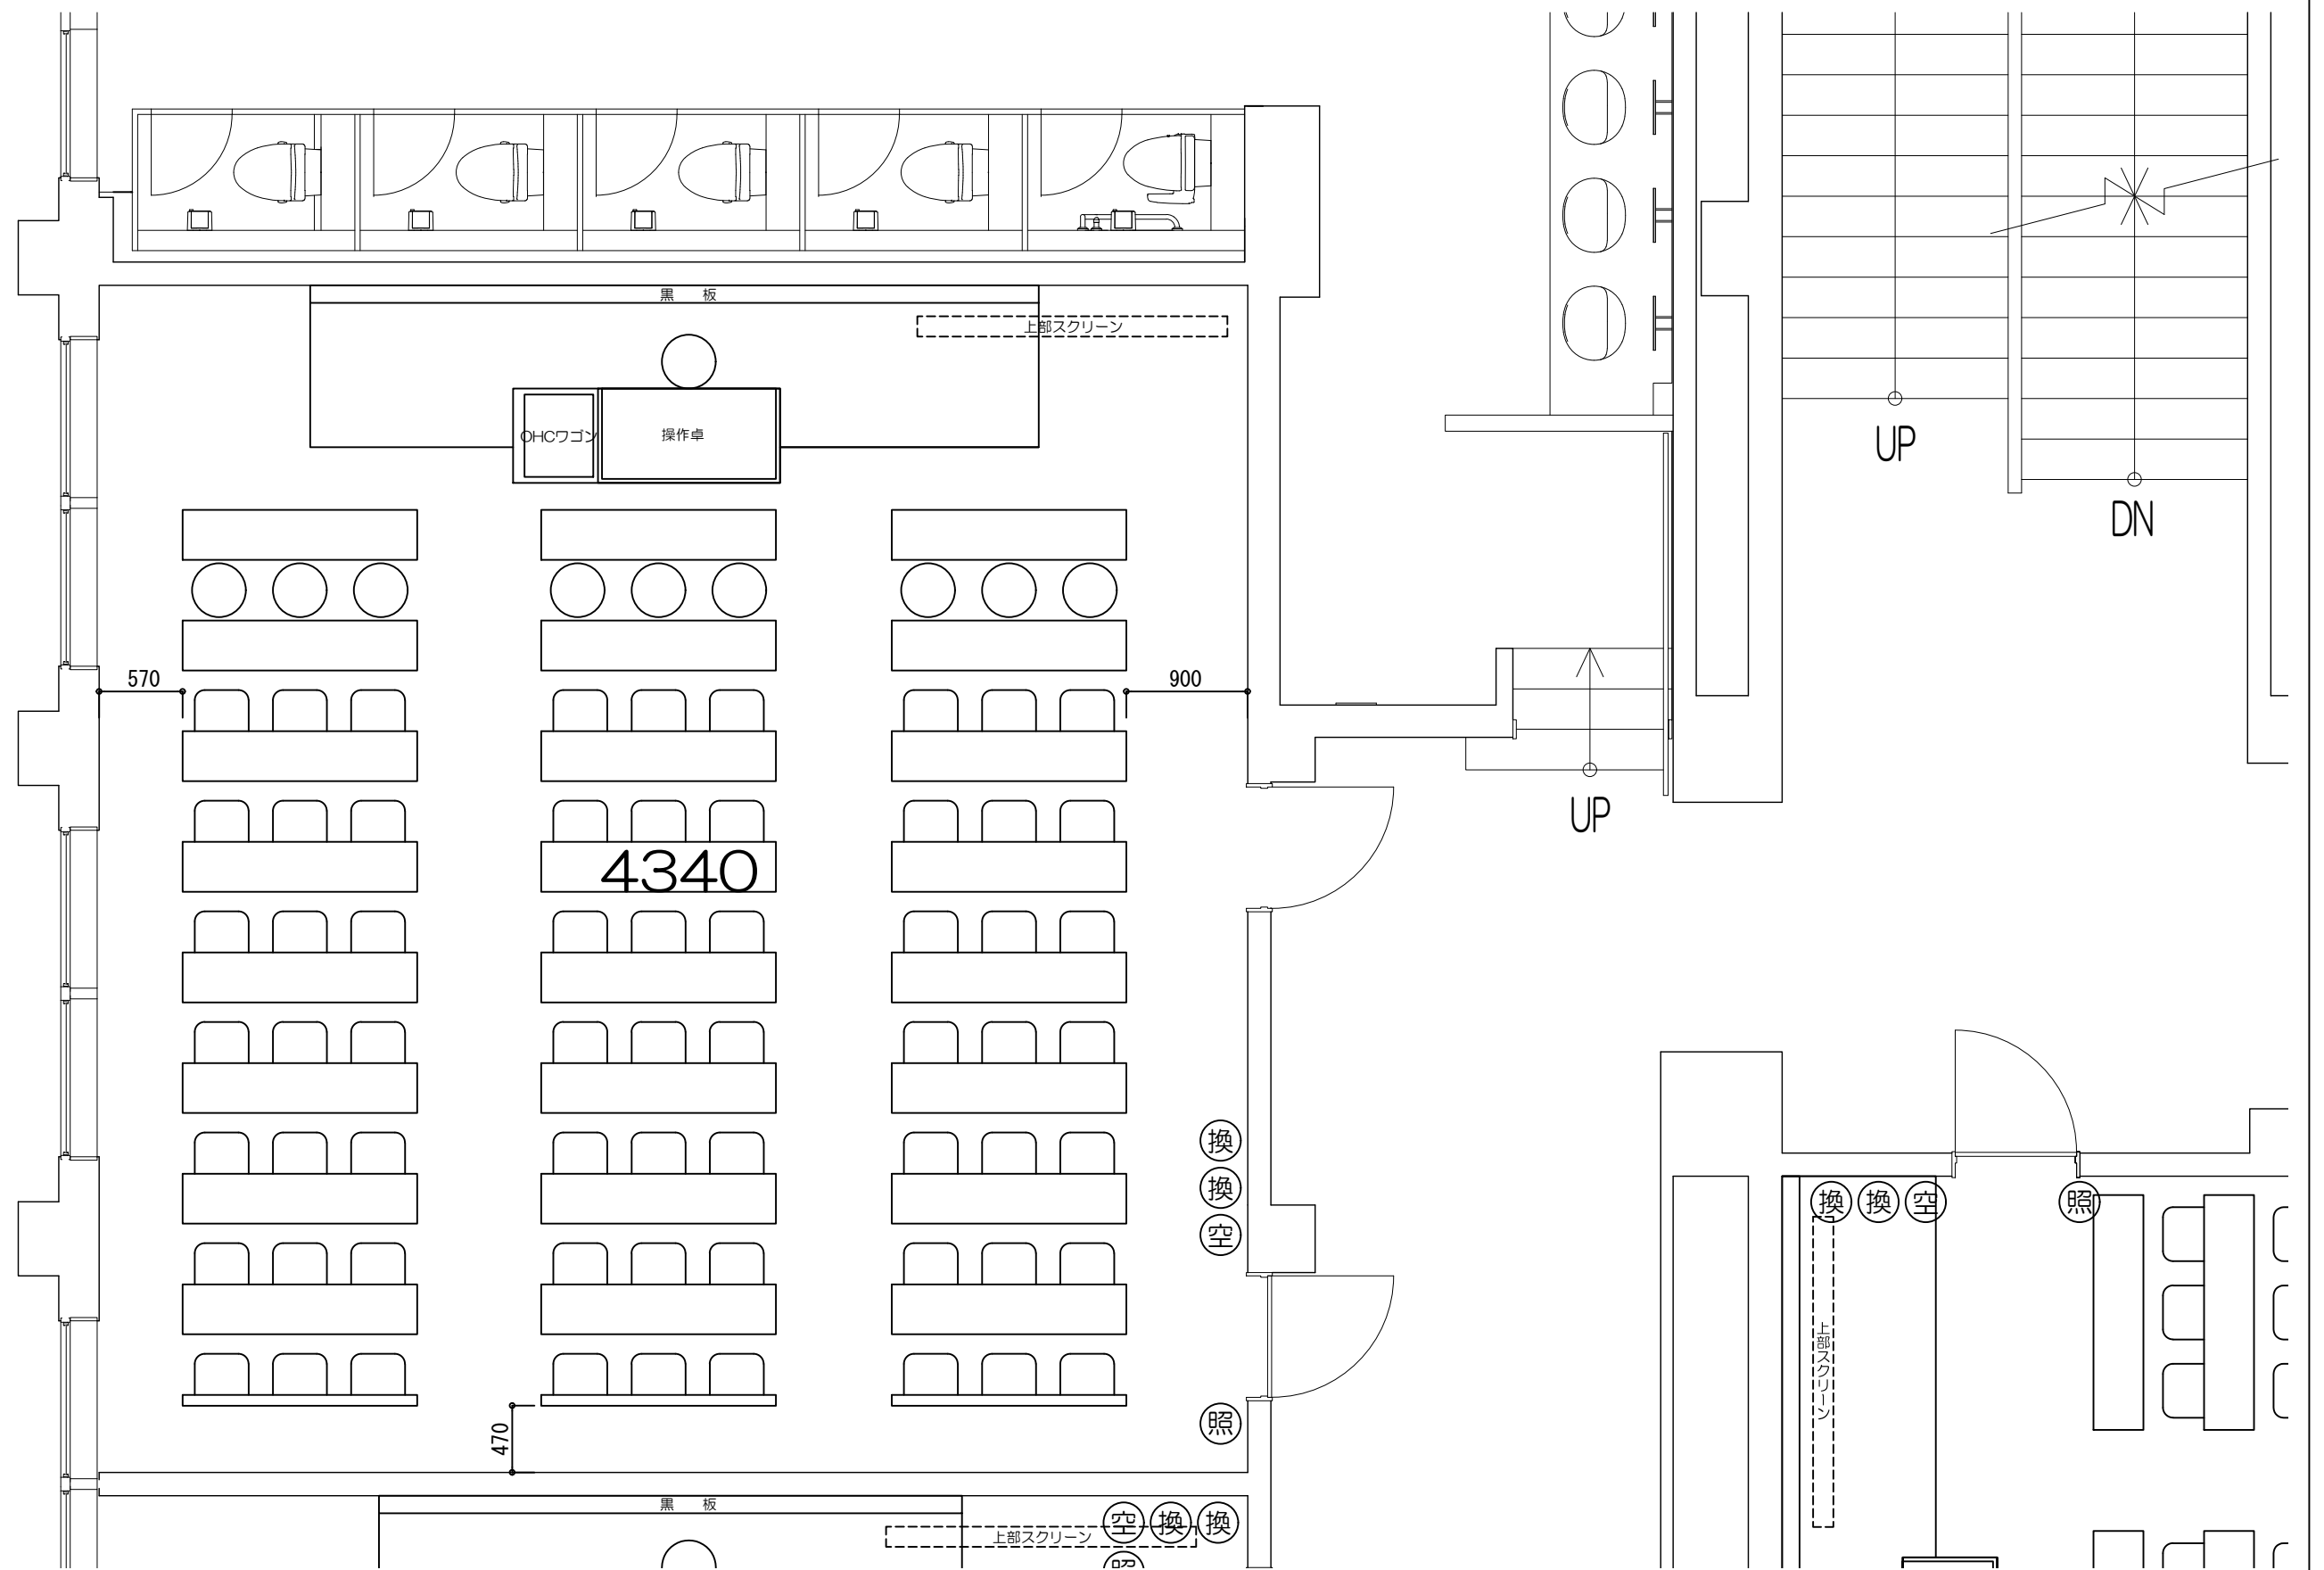 黒 板
上部スクリーン
OHCワゴン
操作卓
UP
DN
570
900
UP
4340
換
換
空
換
換
空
照
上部スクリーン
照
470
黒 板
上部スクリーン
空
換
換
照